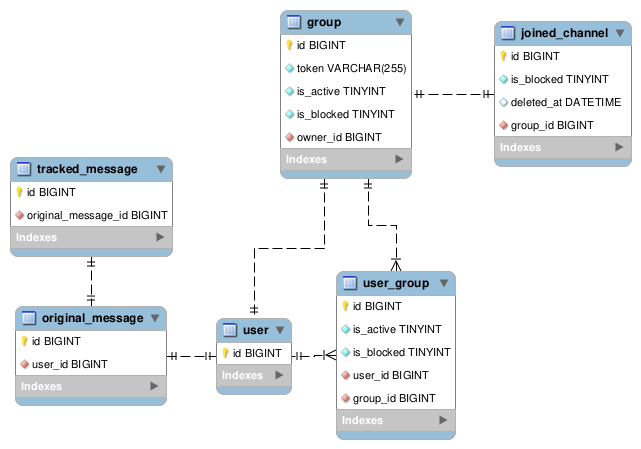 group
id BIGINT
token VARCHAR(255)
is_active TINYINT
is_blocked TINYINT
owner_id BIGINT
Indexes
joined_channel
id BIGINT
is_blocked TINYINT
deleted_at DATETIME
group_id BIGINT
Indexes
tracked_message
id BIGINT
original_message_id BIGINT
Indexes
original_message
id BIGINT
user_id BIGINT
Indexes
user
id BIGINT
Indexes
user_group
id BIGINT
is_active TINYINT
is_blocked TINYINT
user_id BIGINT
group_id BIGINT
Indexes